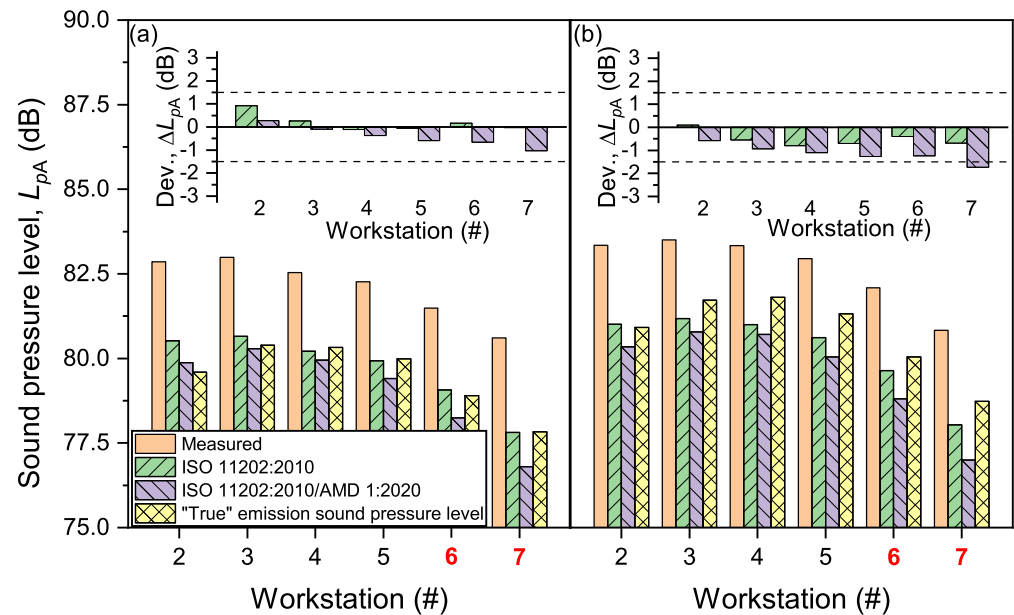 (a)
(b)
90.0
87.5
85.0
82.5
80.0
77.5
75.0
Sound pressure level, LpA (dB)
3
2
1
0
-1
-2
-3
Dev., ΔLpA (dB)
2 3 4 5 6 7
Workstation (#)
3
2
1
0
-1
-2
-3
Dev., ΔLpA (dB)
2 3 4 5 6 7
Workstation (#)
Measured
ISO 11202:2010
ISO 11202:2010/AMD 1:2020
"True" emission sound pressure level
2 3 4 5 6 7
Workstation (#)
2 3 4 5 6 7
Workstation (#)